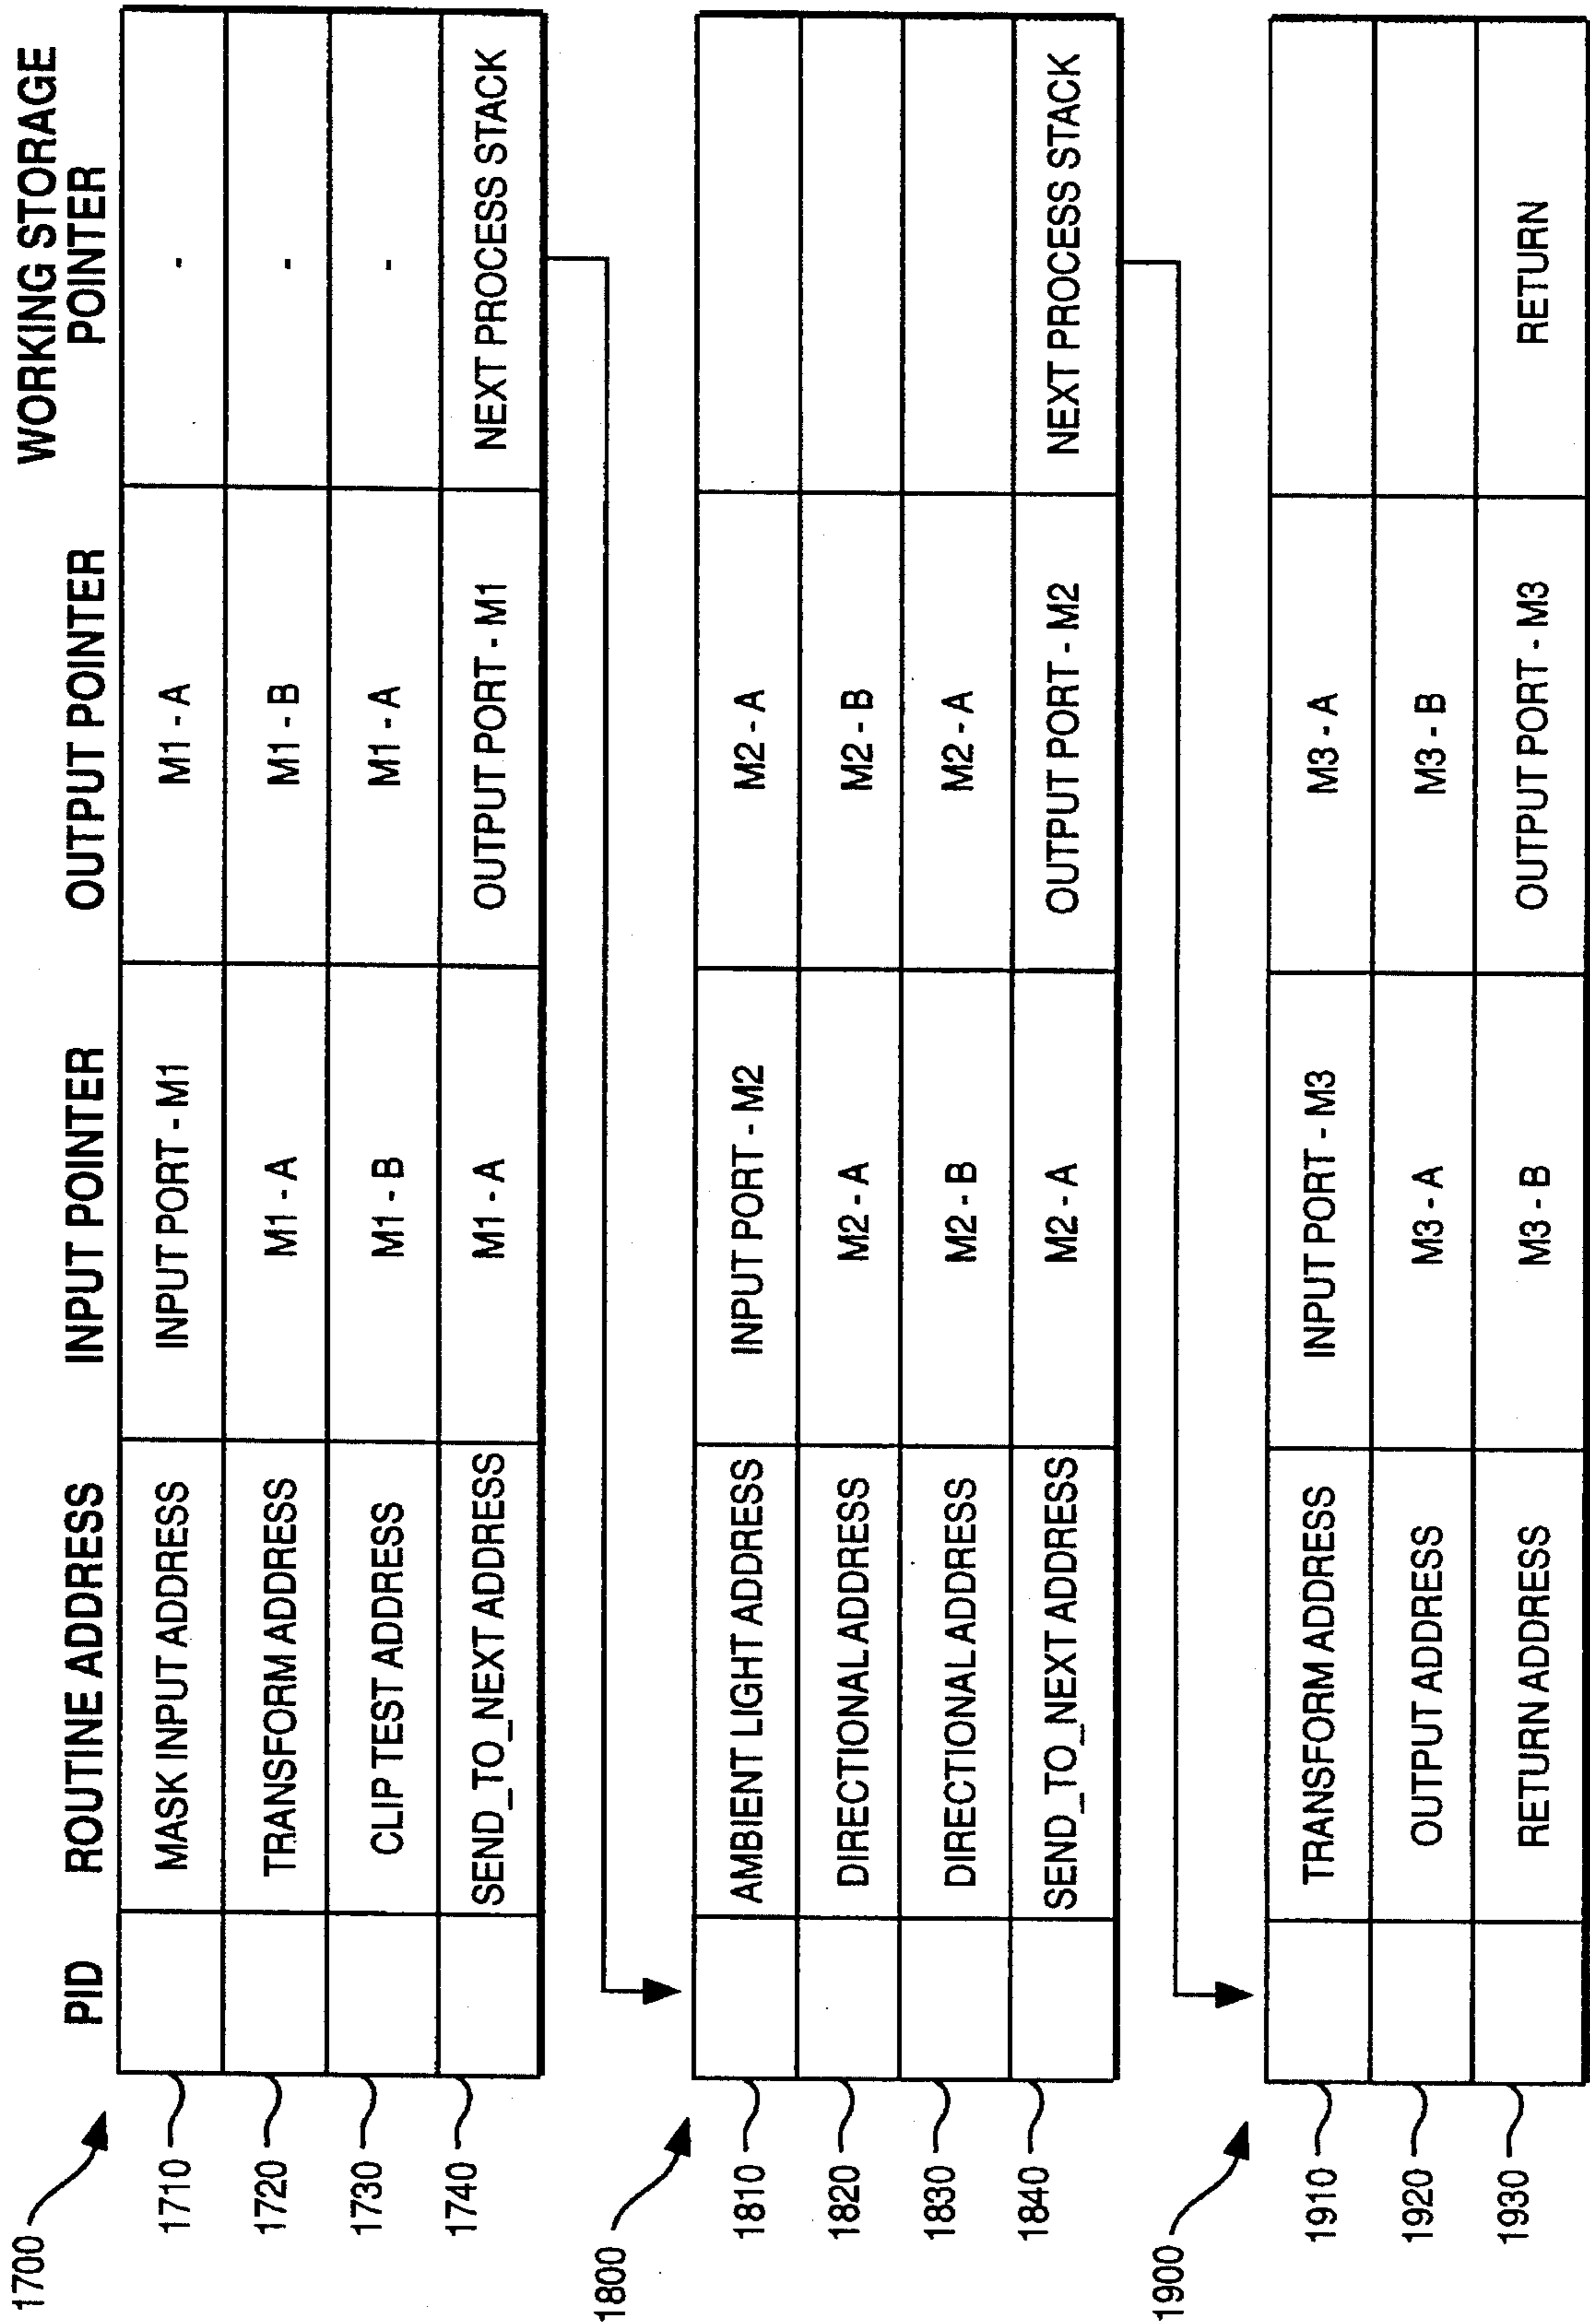 PID ROUTINE ADDRESS INPUT POINTER OUTPUT POINTER WORKING STORAGE
POINTER
1700
1710 MASK INPUT ADDRESS INPUT PORT - M1 M1 - A -
1720 TRANSFORM ADDRESS M1 - A M1 - B -
1730 CLIP TEST ADDRESS M1 - B M1 - A -
1740 SEND_TO_NEXT ADDRESS M1 - A OUTPUT PORT - M1 NEXT PROCESS STACK
1800
1810 AMBIENT LIGHT ADDRESS INPUT PORT - M2 M2 - A
1820 DIRECTIONAL ADDRESS M2 - A M2 - B
1830 DIRECTIONAL ADDRESS M2 - B M2 - A
1840 SEND_TO_NEXT ADDRESS M2 - A OUTPUT PORT - M2 NEXT PROCESS STACK
1900
1910 TRANSFORM ADDRESS INPUT PORT - M3 M3 - A
1920 OUTPUT ADDRESS M3 - A M3 - B
1930 RETURN ADDRESS M3 - B OUTPUT PORT - M3 RETURN